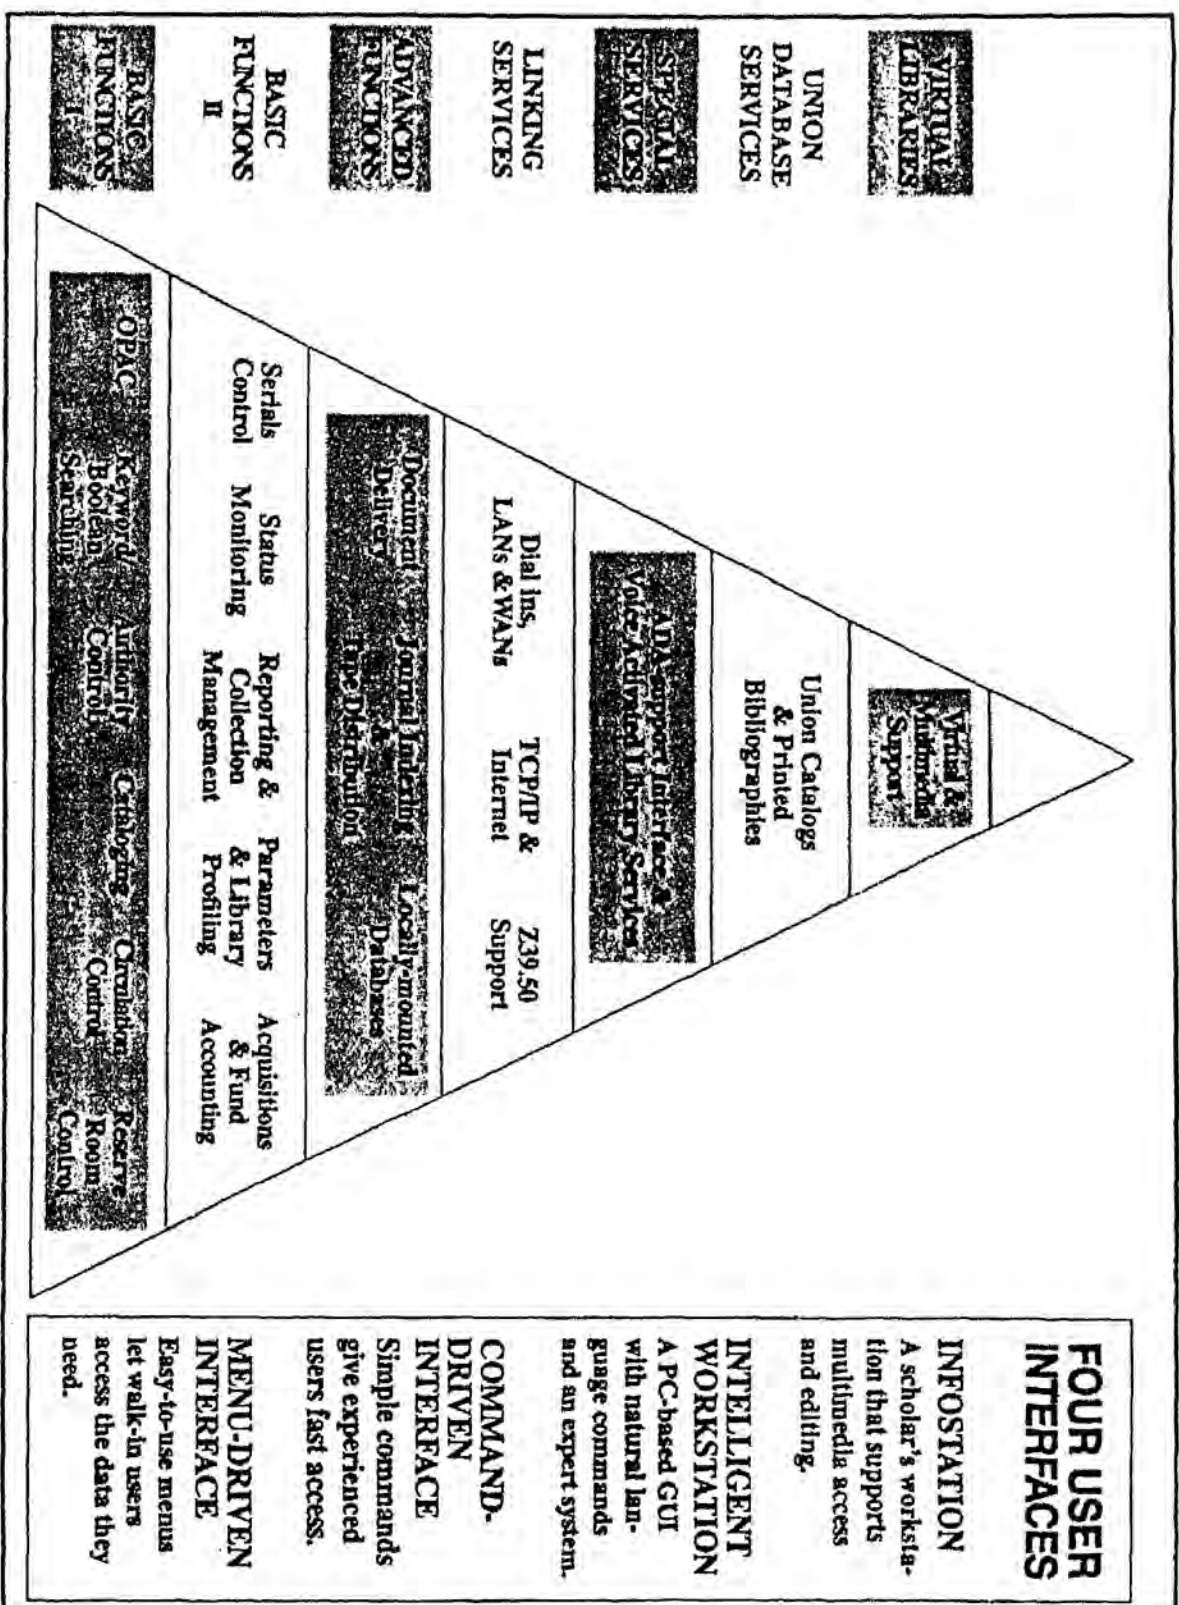 VIRTUAL
LIBRARIES
UNION
DATABASE
SERVICES
SPECIAL
SERVICES
LINKING
SERVICES
ADVANCED
FUNCTIONS
BASIC
FUNCTIONS
II
BASIC
FUNCTIONS
I
Virtual &
Multimedia
Support
Union Catalogs
& Printed
Bibliographies
ADA-support Interface &
Voice Activated Library Services
Dial ins,
LANs & WANs
TCP/IP &
Internet
Z39.50
Support
Document
Delivery
Journal Indexing
&
Tape Distribution
Locally-mounted
Databases
Serials
Control
Status
Monitoring
Reporting &
Collection
Management
Parameters
& Library
Profiling
Acquisitions
& Fund
Accounting
OPAC
Keyword/
Boolean
Searching
Authority
Control
Cataloging
Circulation
Control
Reserve
Room
Control
FOUR USER
INTERFACES
INFOSTATION
A scholar's worksta-
tion that supports
multimedia access
and editing.
INTELLIGENT
WORKSTATION
A PC-based GUI
with natural lan-
guage commands
and an expert system.
COMMAND-
DRIVEN
INTERFACE
Simple commands
give experienced
users fast access.
MENU-DRIVEN
INTERFACE
Easy-to-use menus
let walk-in users
access the data they
need.